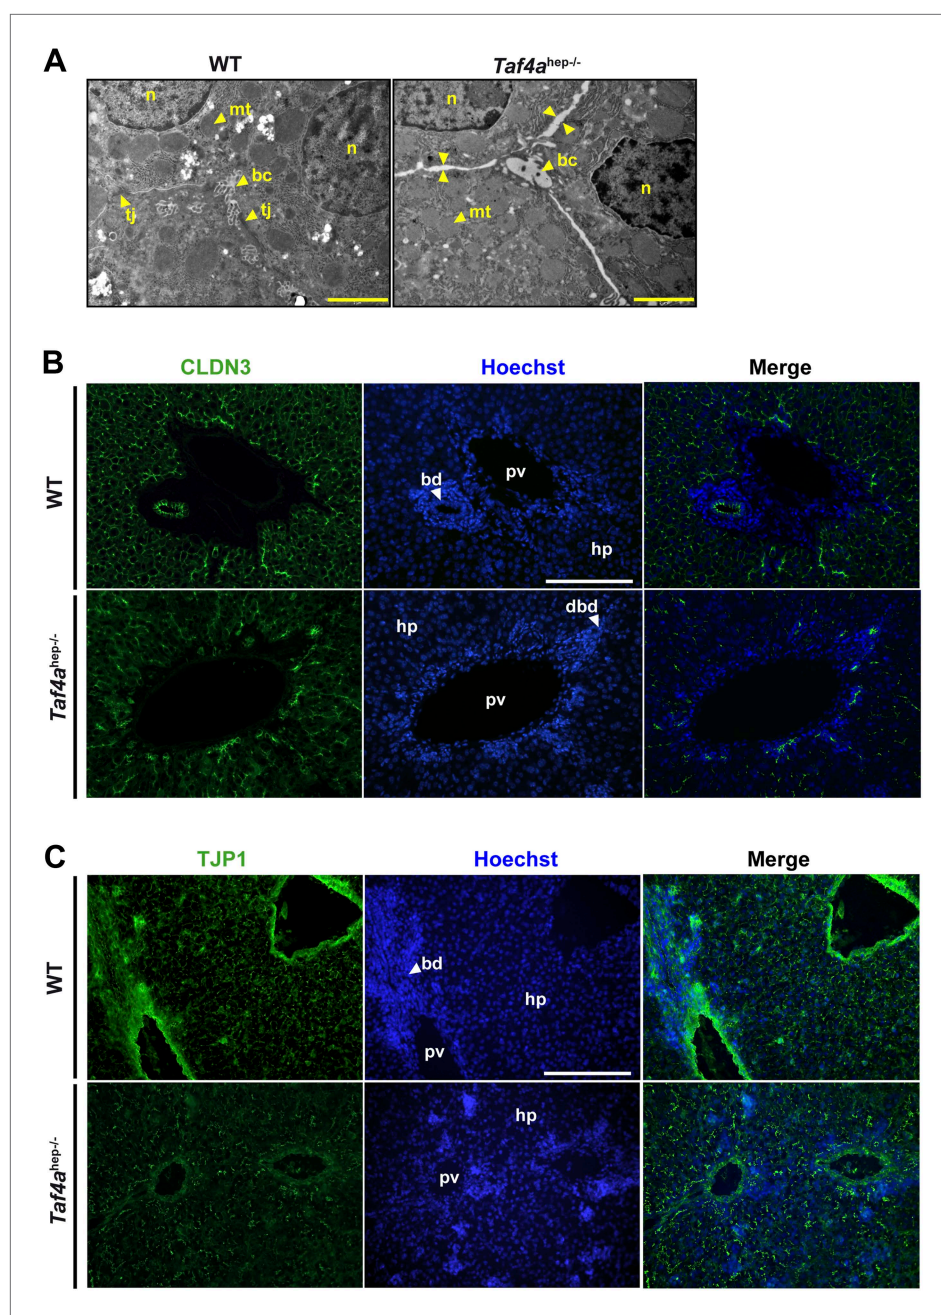 A
WT
Taf4a hep-/-
n
mt
n
bc
tj
tj
n
bc
n
mt
B
CLDN3
Hoechst
Merge
WT
pv
bd
hp
Taf4a hep-/-
dbd
hp
pv
C
TJP1
Hoechst
Merge
WT
bd
hp
pv
Taf4a hep-/-
hp
pv